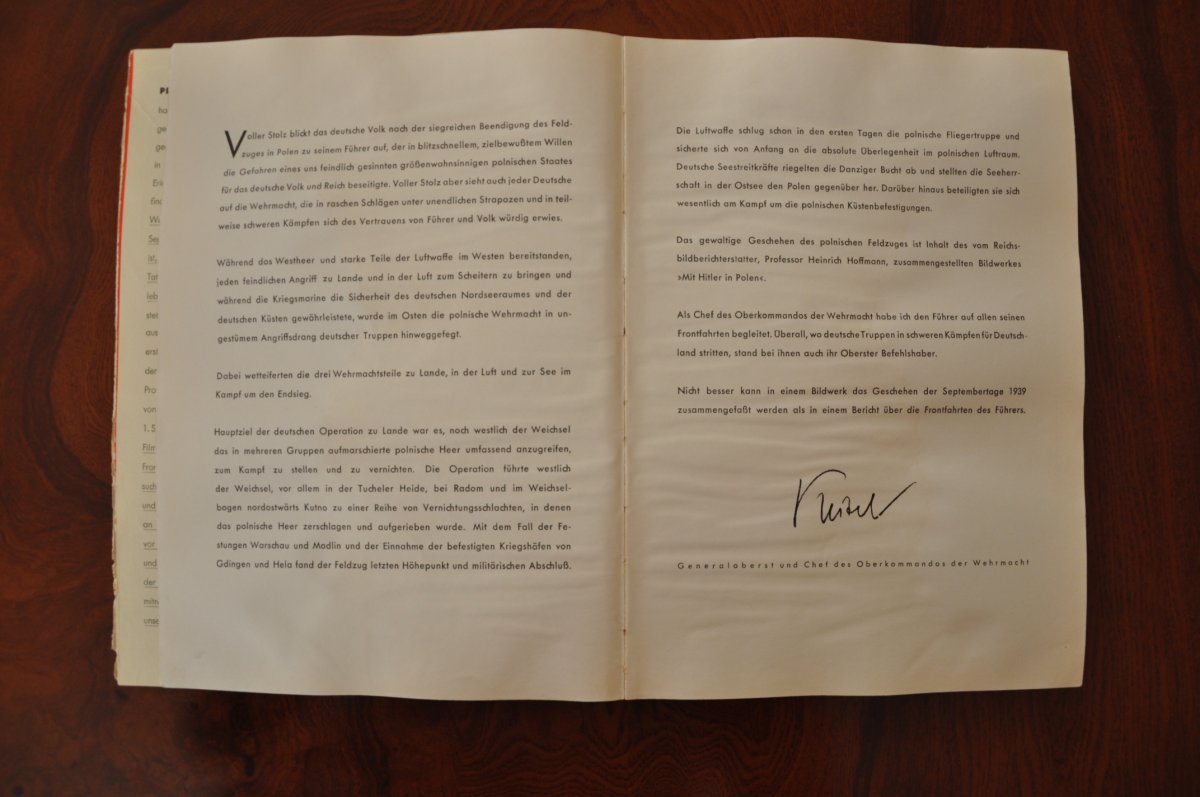 Voller Stolz blickt das deutsche Volk nach der siegreichen Beendigung des Feld-
zuges in Polen zu seinem Führer auf, der in blitzschnellem, zielbewußtem Willen
die Gefahren eines uns feindlich gesinnten größenwahnsinnigen polnischen Staates
für das deutsche Volk und Reich beseitigte. Voller Stolz aber sieht auch jeder Deutsche
auf die Wehrmacht, die in raschen Schlägen unter unendlichen Strapazen und in teil-
weise schweren Kämpfen sich des Vertrauens von Führer und Volk würdig erwies.
Während das Westheer und starke Teile der Luftwaffe im Westen bereitstanden,
jeden feindlichen Angriff zu Lande und in der Luft zum Scheitern zu bringen und
während die Kriegsmarine die Sicherheit des deutschen Nordseeraumes und der
deutschen Küsten gewährleistete, wurde im Osten die polnische Wehrmacht in un-
gestümem Angriffsdrang deutscher Truppen hinweggefegt.
Dabei wetteiferten die drei Wehrmachtsteile zu Lande, in der Luft und zur See im
Kampf um den Endsieg.
Hauptziel der deutschen Operation zu Lande war es, noch westlich der Weichsel
das in mehreren Gruppen aufmarschierte polnische Heer umfassend anzugreifen,
zum Kampf zu stellen und zu vernichten. Die Operation führte westlich
der Weichsel, vor allem in der Tucheler Heide, bei Radom und im Weichsel-
bogen nordostwärts Kutno zu einer Reihe von Vernichtungsschlachten, in denen
das polnische Heer zerschlagen und aufgerieben wurde. Mit dem Fall der Fe-
stungen Warschau und Modlin und der Einnahme der befestigten Kriegshäfen von
Gdingen und Hela fand der Feldzug letzten Höhepunkt und militärischen Abschluß.
Die Luftwaffe schlug schon in den ersten Tagen die polnische Fliegertruppe und
sicherte sich von Anfang an die absolute Überlegenheit im polnischen Luftraum.
Deutsche Seestreitkräfte riegelten die Danziger Bucht ab und stellten die Seeherr-
schaft in der Ostsee den Polen gegenüber her. Darüber hinaus beteiligten sie sich
wesentlich am Kampf um die polnischen Küstenbefestigungen.
Das gewaltige Geschehen des polnischen Feldzuges ist Inhalt des vom Reichs-
bildberichterstatter, Professor Heinrich Hoffmann, zusammengestellten Bildwerkes
»Mit Hitler in Polen«.
Als Chef des Oberkommandos der Wehrmacht habe ich den Führer auf allen seinen
Frontfahrten begleitet. Überall, wo deutsche Truppen in schweren Kämpfen für Deutsch-
land stritten, stand bei ihnen auch ihr Oberster Befehlshaber.
Nicht besser kann in einem Bildwerk das Geschehen der Septembertage 1939
zusammengefaßt werden als in einem Bericht über die Frontfahrten des Führers.
Keitel
Generaloberst und Chef des Oberkommandos der Wehrmacht